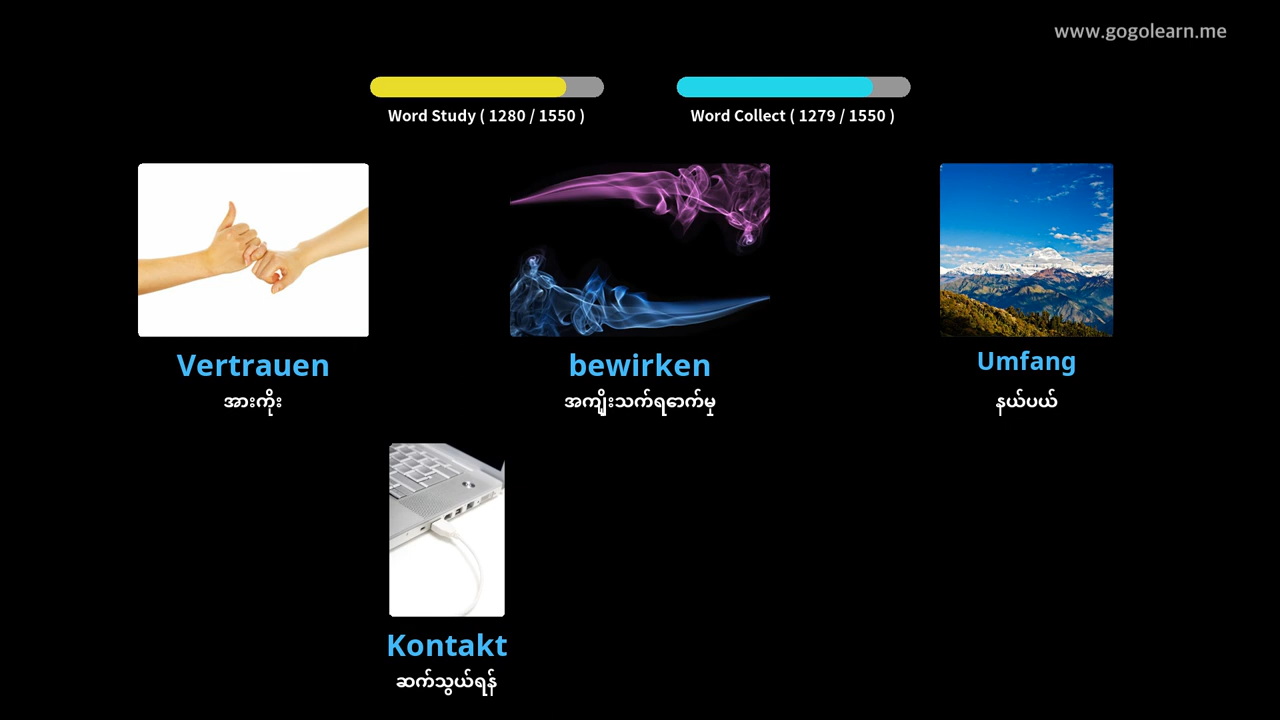 www.gogolearn.me
Word Study ( 1280 / 1550 )
Word Collect ( 1279 / 1550 )
Vertrauen
အားကိုး
bewirken
အကျိုးသက်ရောက်မှု
Umfang
နယ်ပယ်
Kontakt
ဆက်သွယ်ရန်